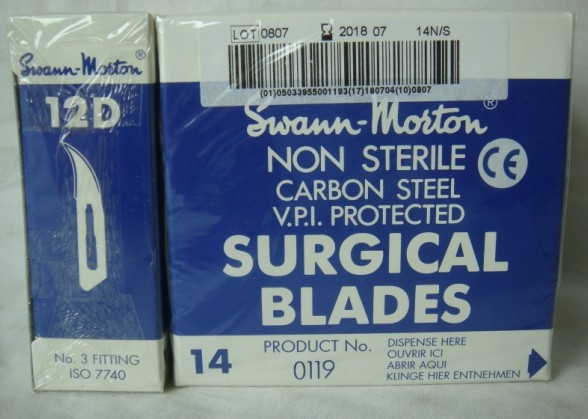 Swann-Morton®
12D
No. 3 FITTING
ISO 7740
LOT 0807 2018 07 14N/S
(01)05033955001193(17)180704(10)0807
Swann-Morton®
NON STERILE
CE
CARBON STEEL
V.P.I. PROTECTED
SURGICAL
BLADES
14
PRODUCT No.
0119
DISPENSE HERE
OUVRIR ICI
ABRIR AQUI
KLINGE HIER ENTNEHMEN